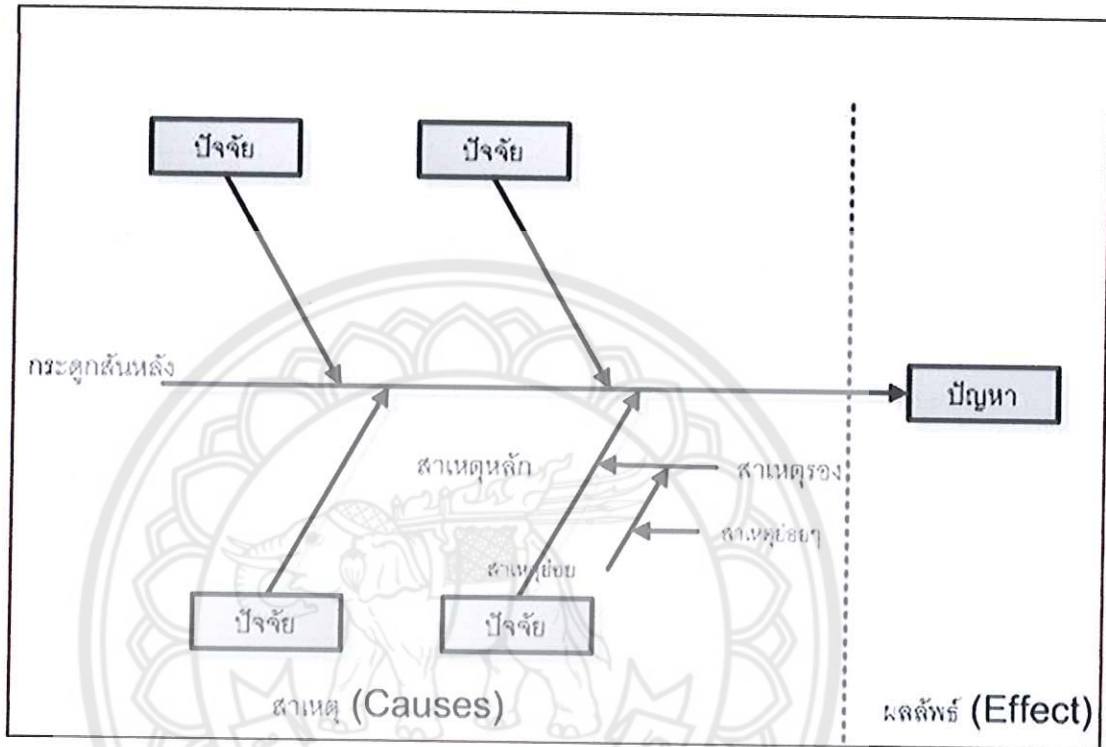 ปัจจัย
ปัจจัย
กระดูกสันหลัง
ปัญหา
สาเหตุหลัก
สาเหตุรอง
สาเหตุย่อยๆ
สาเหตุย่อย
ปัจจัย
ปัจจัย
สาเหตุ (Causes)
ผลลัพธ์ (Effect)